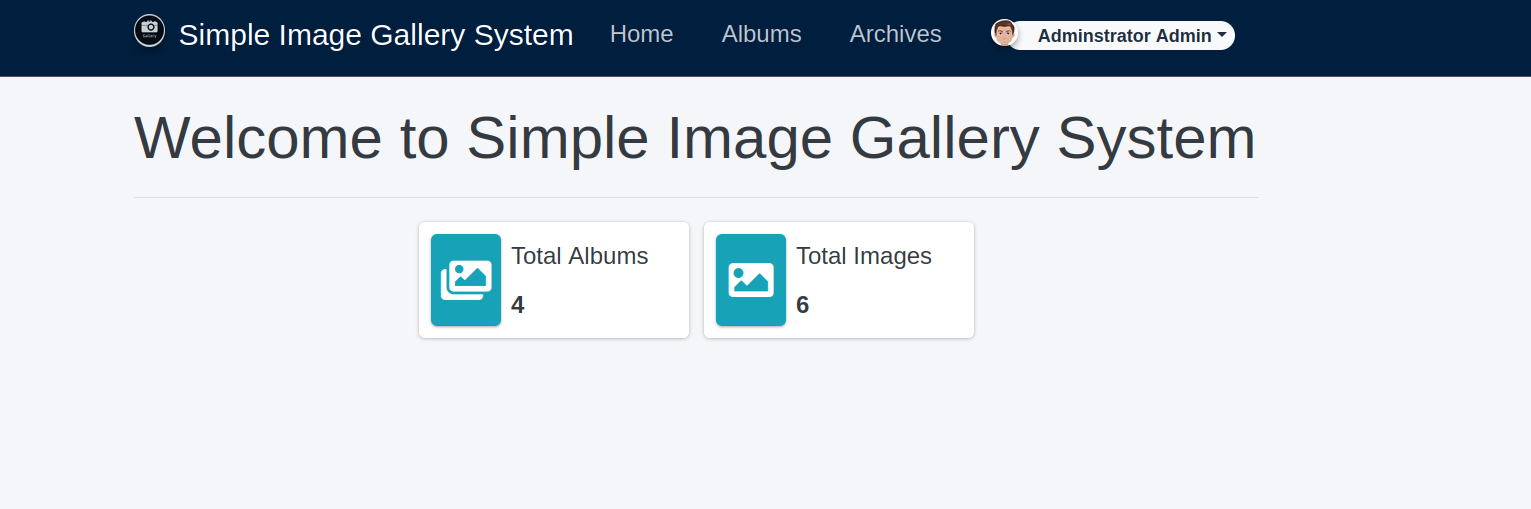 Gallery
Simple Image Gallery System Home Albums Archives Adminstrator Admin
Welcome to Simple Image Gallery System
Total Albums Total Images
4 6